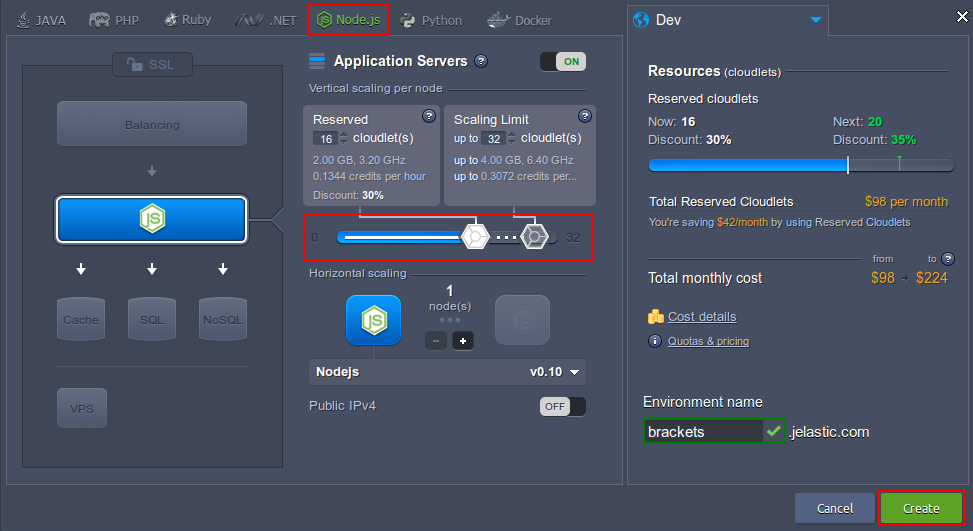 JAVA PHP Ruby .NET Node.js Python Docker
SSL
Balancing
JS
Cache SQL NoSQL
VPS
Application Servers ? ON
Vertical scaling per node
Reserved ?
16 cloudlet(s)
2.00 GB, 3.20 GHz
0.1344 credits per hour
Discount: 30%
Scaling Limit ?
up to 32 cloudlet(s)
up to 4.00 GB, 6.40 GHz
up to 0.3072 credits per...
0 32
Horizontal scaling
1
node(s)
JS JS
− +
Nodejs v0.10
Public IPv4 OFF
Dev
Resources (cloudlets)
Reserved cloudlets
Now: 16 Next: 20
Discount: 30% Discount: 35%
Total Reserved Cloudlets $98 per month
You're saving $42/month by using Reserved Cloudlets
from to ?
Total monthly cost $98 $224
Cost details
Quotas & pricing
Environment name
brackets .jelastic.com
Cancel Create